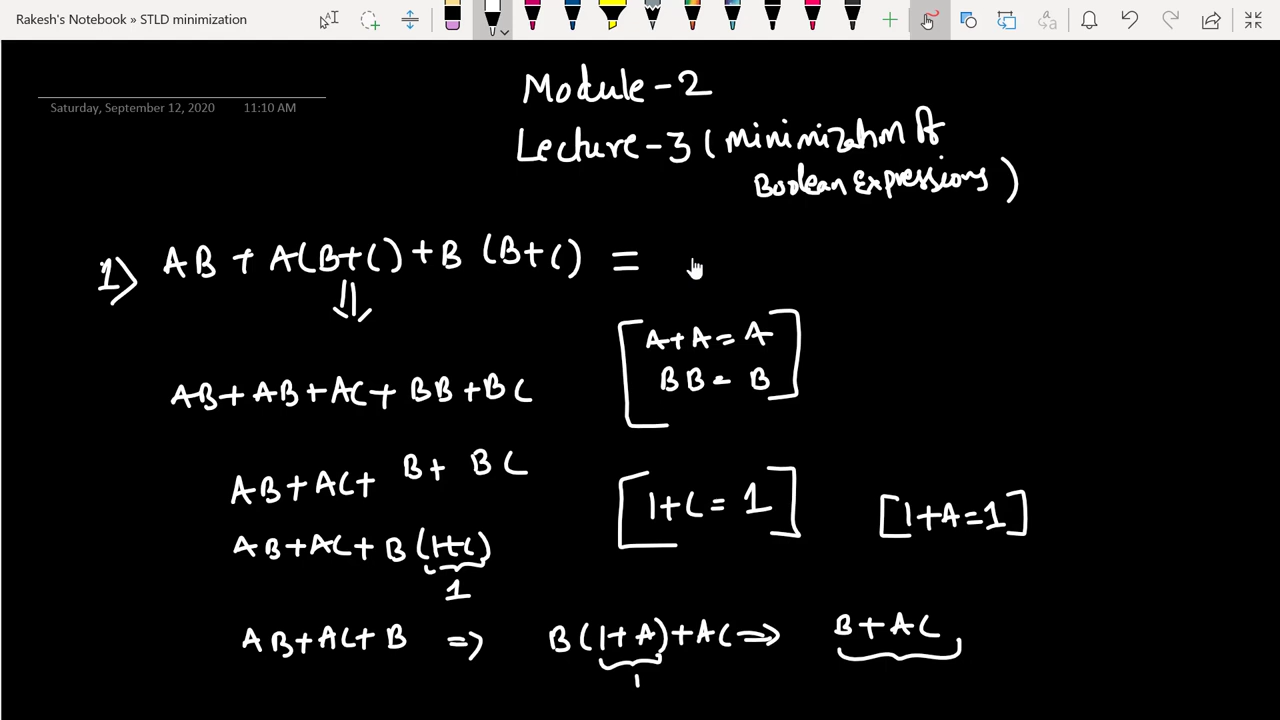 Rakesh's Notebook » STLD minimization
Saturday, September 12, 2020 11:10 AM
Module - 2
Lecture - 3 ( Minimization of
Boolean Expressions )
1) AB + A(B+C) + B (B+C) =
⇓
[ A+A = A
BB = B ]
AB + AB + AC + BB + BC
AB + AC + B + BC
[ 1+C = 1 ] [ 1+A = 1 ]
AB + AC + B (1+C)
1
AB + AC + B => B (1+A) + AC => B + AC
1